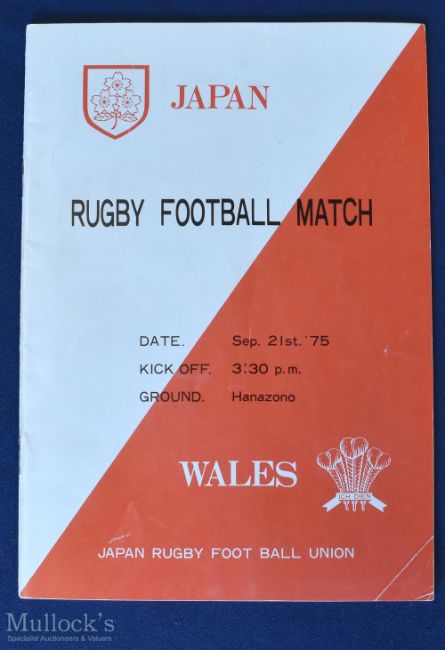 JAPAN
RUGBY FOOTBALL MATCH
DATE. Sep. 21st. '75
KICK OFF. 3:30 p.m.
GROUND. Hanazono
WALES
ICH DIEN
JAPAN RUGBY FOOT BALL UNION
Mullock's
Specialist Auctioneers & Valuers